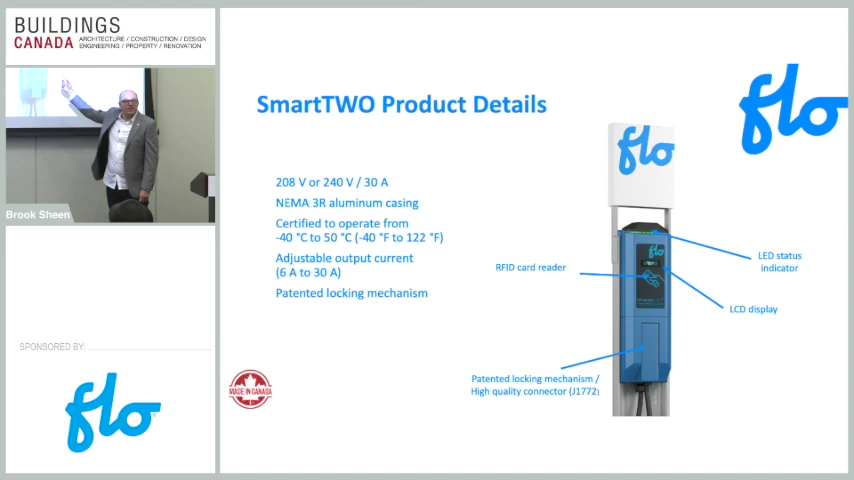 BUILDINGS
CANADA ARCHITECTURE / CONSTRUCTION / DESIGN
ENGINEERING / PROPERTY / RENOVATION
Brook Sheen
SPONSORED BY:
flo
SmartTWO Product Details
flo
208 V or 240 V / 30 A
NEMA 3R aluminum casing
Certified to operate from
-40 °C to 50 °C (-40 °F to 122 °F)
Adjustable output current
(6 A to 30 A)
Patented locking mechanism
MADE IN CANADA
flo
flo
RFID card reader
LED status
indicator
LCD display
Patented locking mechanism /
High quality connector (J1772)